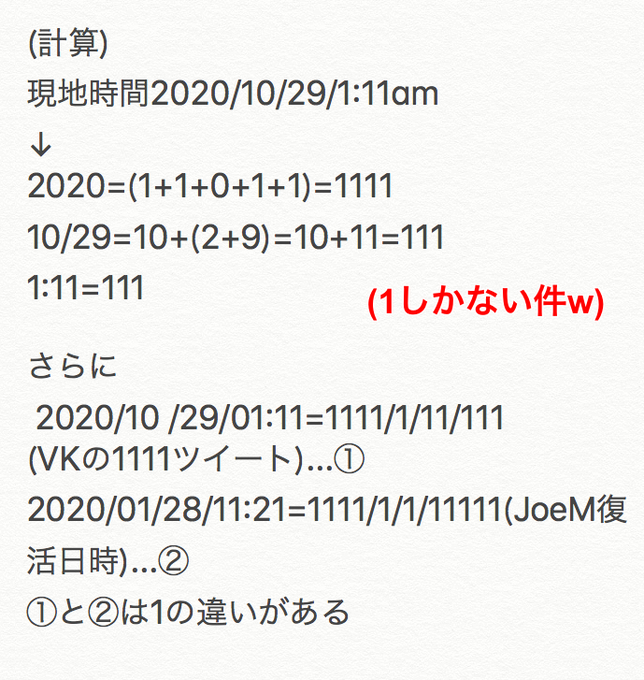 (計算)
現地時間2020/10/29/1:11am
↓
2020=(1+1+0+1+1)=1111
10/29=10+(2+9)=10+11=111
1:11=111
(1しかない件w)
さらに
2020/10 /29/01:11=1111/1/11/111
(VKの1111ツイート)...①
2020/01/28/11:21=1111/1/1/11111(JoeM復
活日時)...②
①と②は1の違いがある